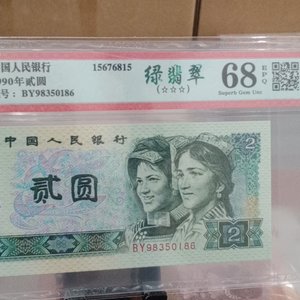 国人民银行
15676815
990年贰圆
号: BY98350186
绿翡翠
(☆☆☆)
68 EPQ
Superb Gem Unc
中国人民银行
2
贰圆
BY98350186
2